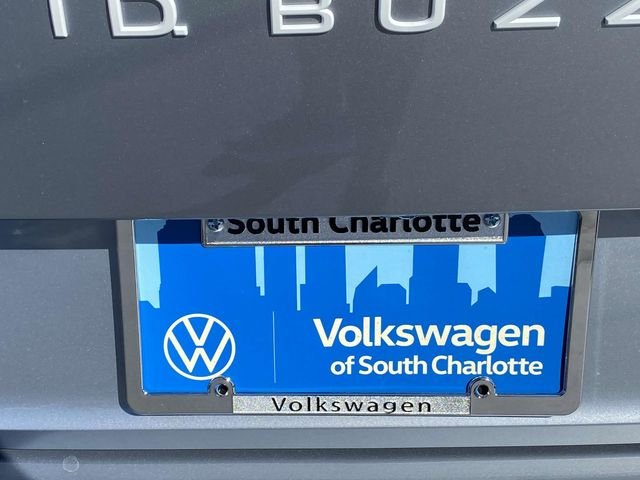 ID. BUZZ
South Charlotte
Volkswagen
of South Charlotte
Volkswagen